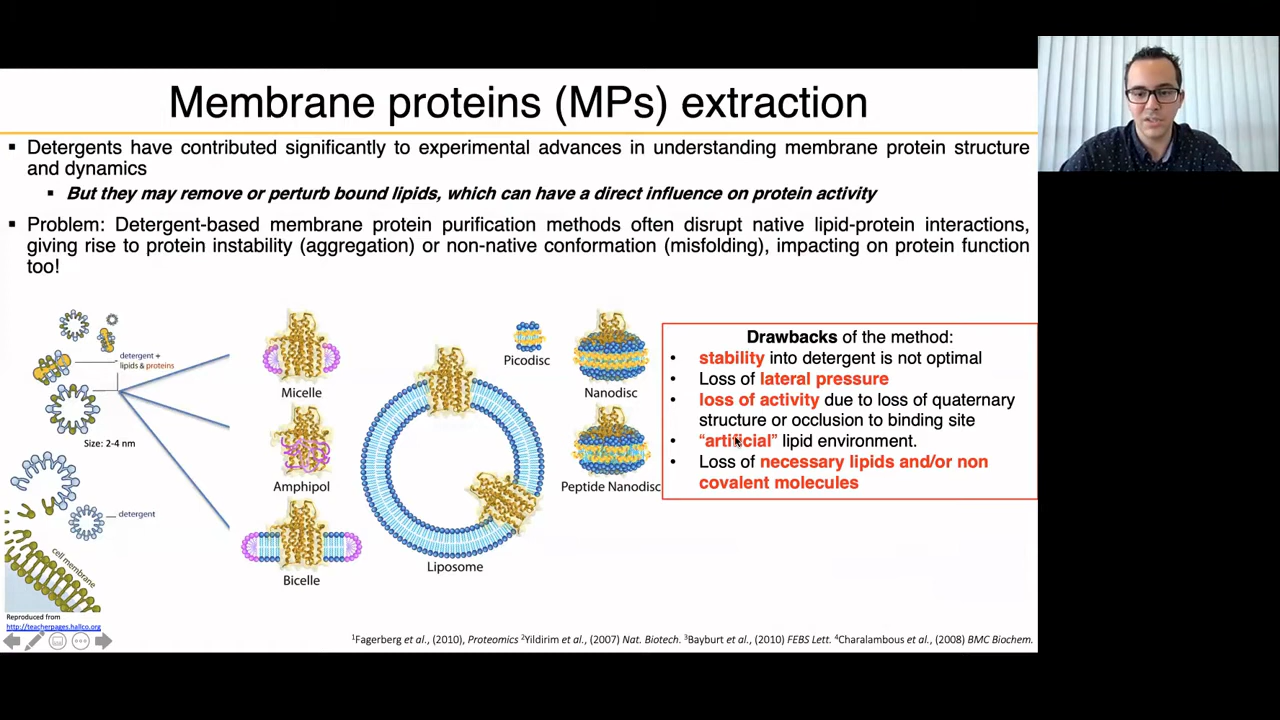 Membrane proteins (MPs) extraction
▪ Detergents have contributed significantly to experimental advances in understanding membrane protein structure
and dynamics
▪ But they may remove or perturb bound lipids, which can have a direct influence on protein activity
▪ Problem: Detergent-based membrane protein purification methods often disrupt native lipid-protein interactions,
giving rise to protein instability (aggregation) or non-native conformation (misfolding), impacting on protein function
too!
detergent +
lipids & proteins
Size: 2-4 nm
detergent
cell membrane
Reproduced from
http://teacherpages.hallco.org
Micelle
Amphipol
Bicelle
Liposome
Picodisc
Nanodisc
Peptide Nanodisc
Drawbacks of the method:
• stability into detergent is not optimal
• Loss of lateral pressure
• loss of activity due to loss of quaternary
structure or occlusion to binding site
• “artificial” lipid environment.
• Loss of necessary lipids and/or non
covalent molecules
¹Fagerberg et al., (2010), Proteomics ²Yildirim et al., (2007) Nat. Biotech. ³Bayburt et al., (2010) FEBS Lett. ⁴Charalambous et al., (2008) BMC Biochem.